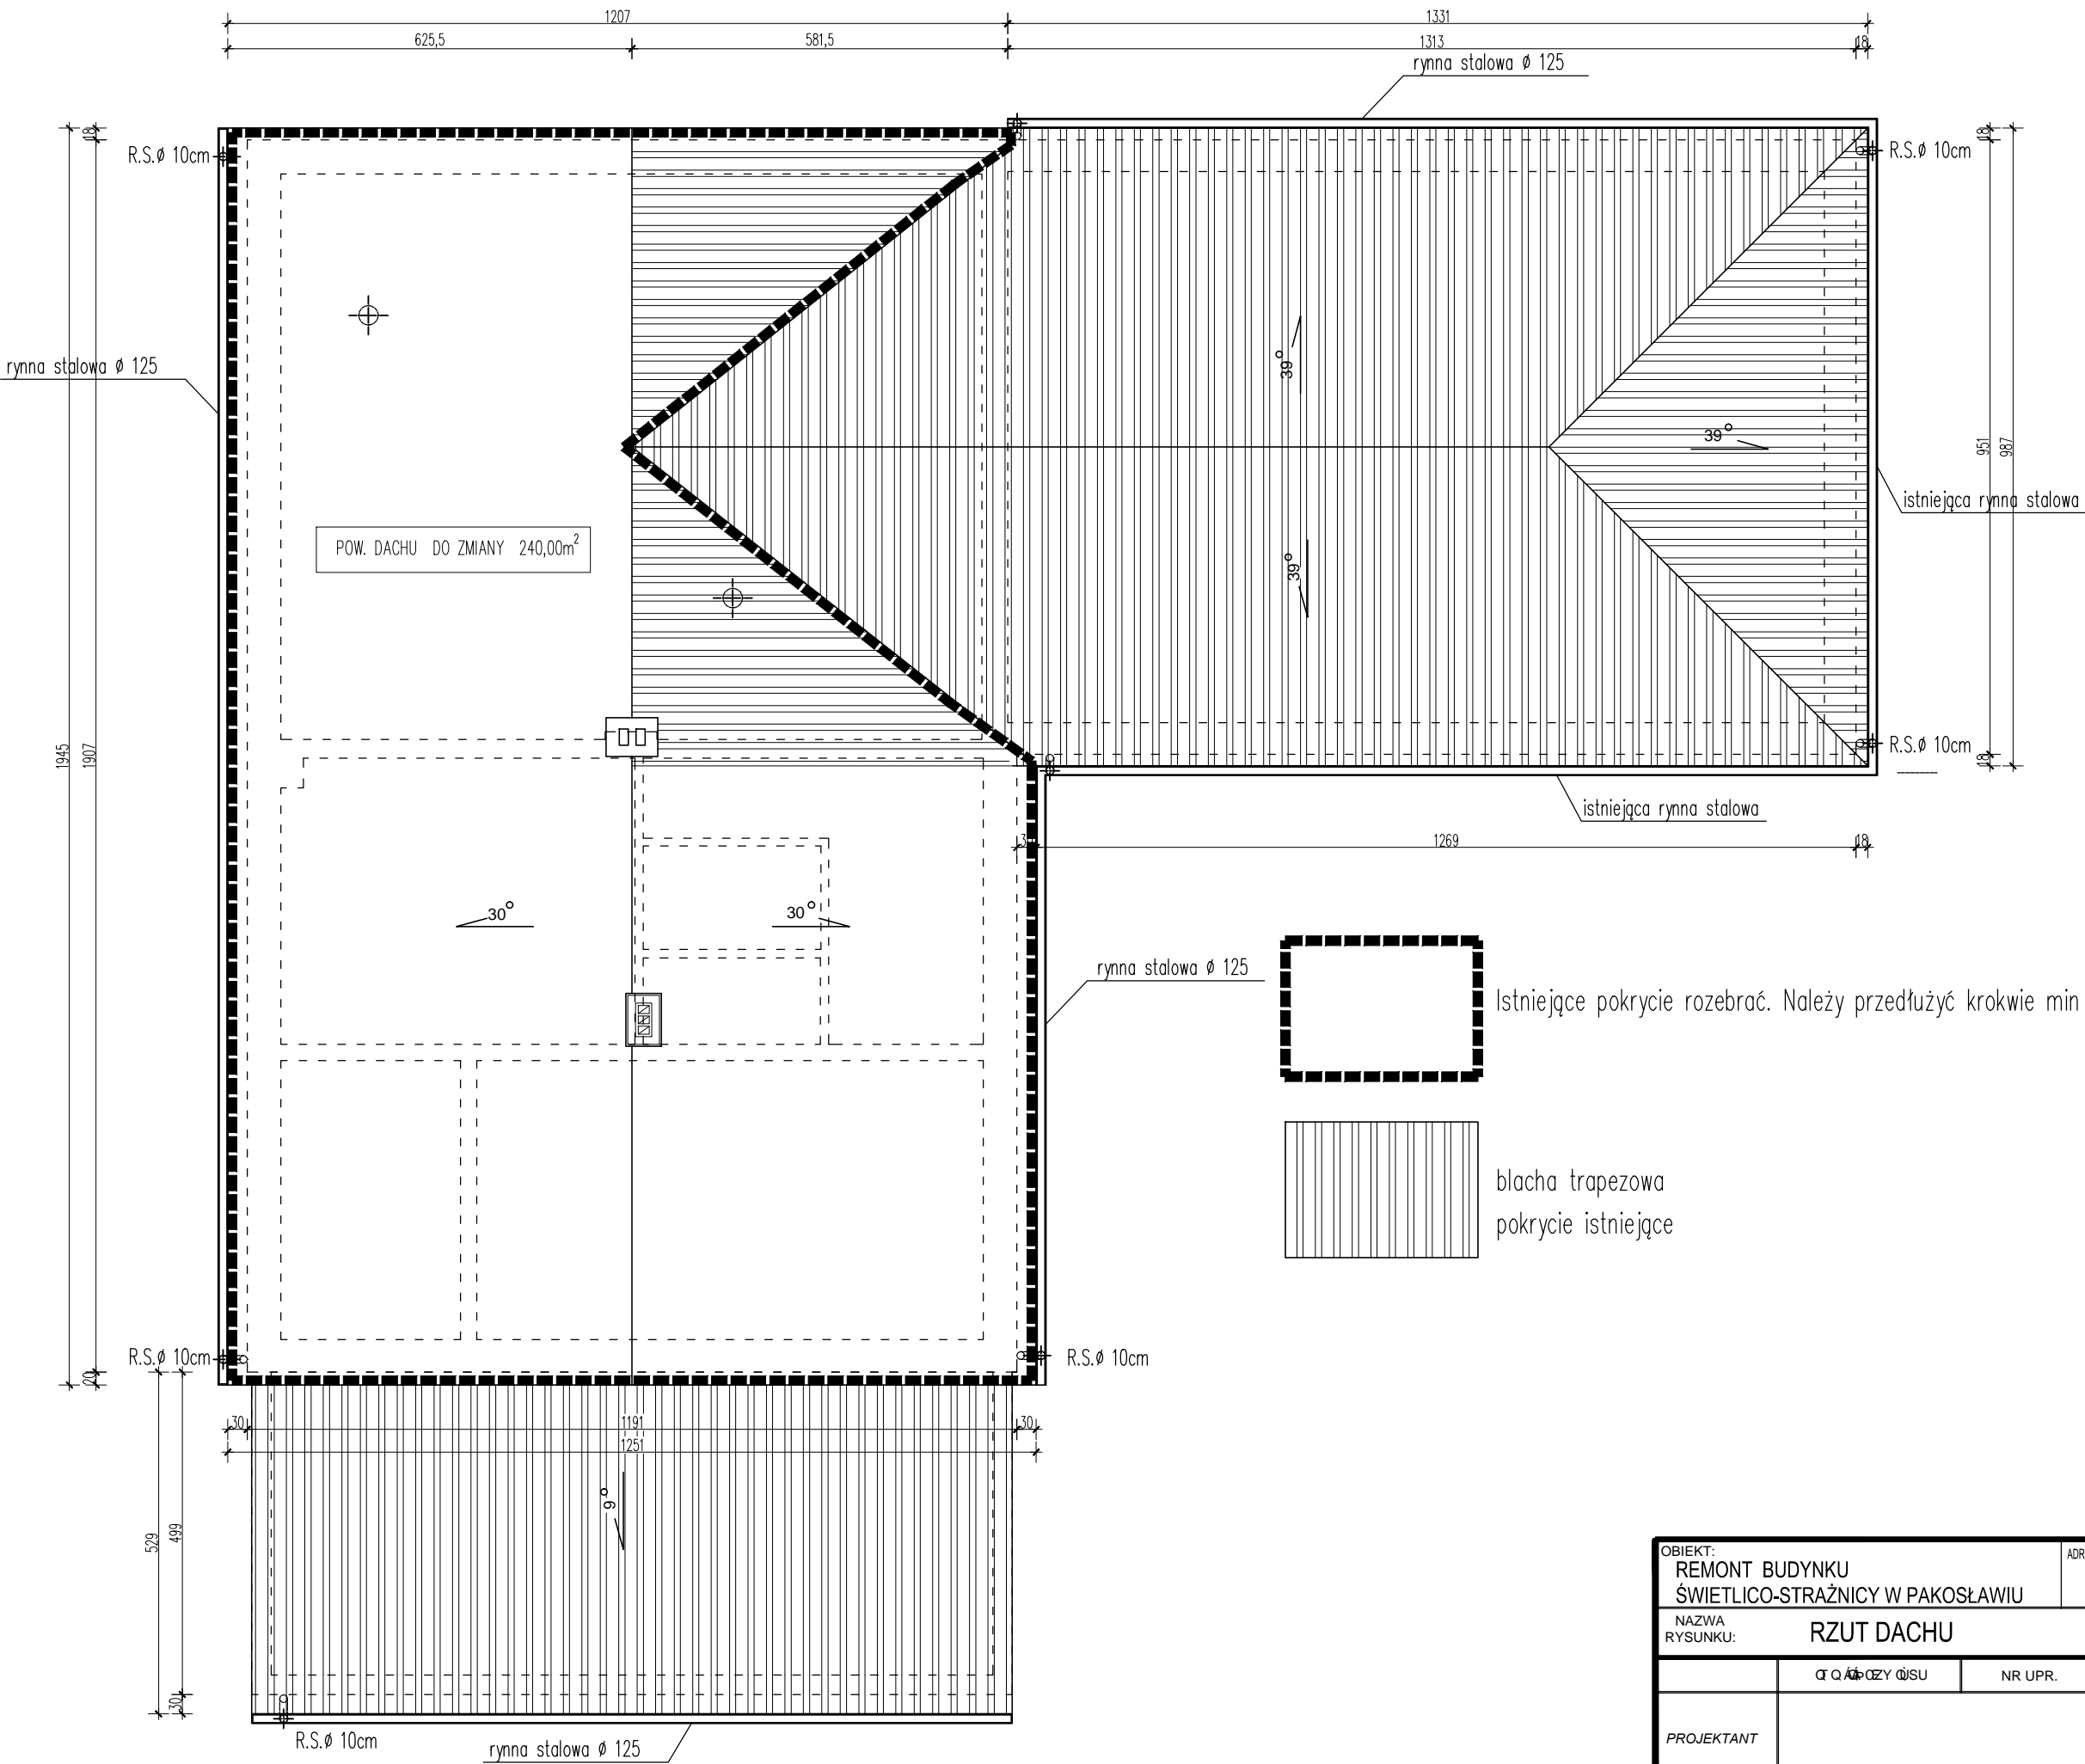 1207
1331
625,5
581,5
1313
18
rynna stalowa ø 125
18
R.S.ø 10cm
R.S.ø 10cm
18
rynna stalowa ø 125
39°
39°
951
987
istniejąca rynna stalowa
POW. DACHU DO ZMIANY 240,00m²
39°
1945
1907
R.S.ø 10cm
18
istniejąca rynna stalowa
1269
18
30°
30°
rynna stalowa ø 125
Istniejące pokrycie rozebrać. Należy przedłużyć krokwie min
blacha trapezowa
pokrycie istniejące
R.S.ø 10cm
R.S.ø 10cm
20
30
1191
30
1251
9°
529
499
30
R.S.ø 10cm
rynna stalowa ø 125
OBIEKT:
REMONT BUDYNKU
ŚWIETLICO-STRAŻNICY W PAKOSŁAWIU
ADR
NAZWA
RYSUNKU:
RZUT DACHU
NR UPR.
PROJEKTANT